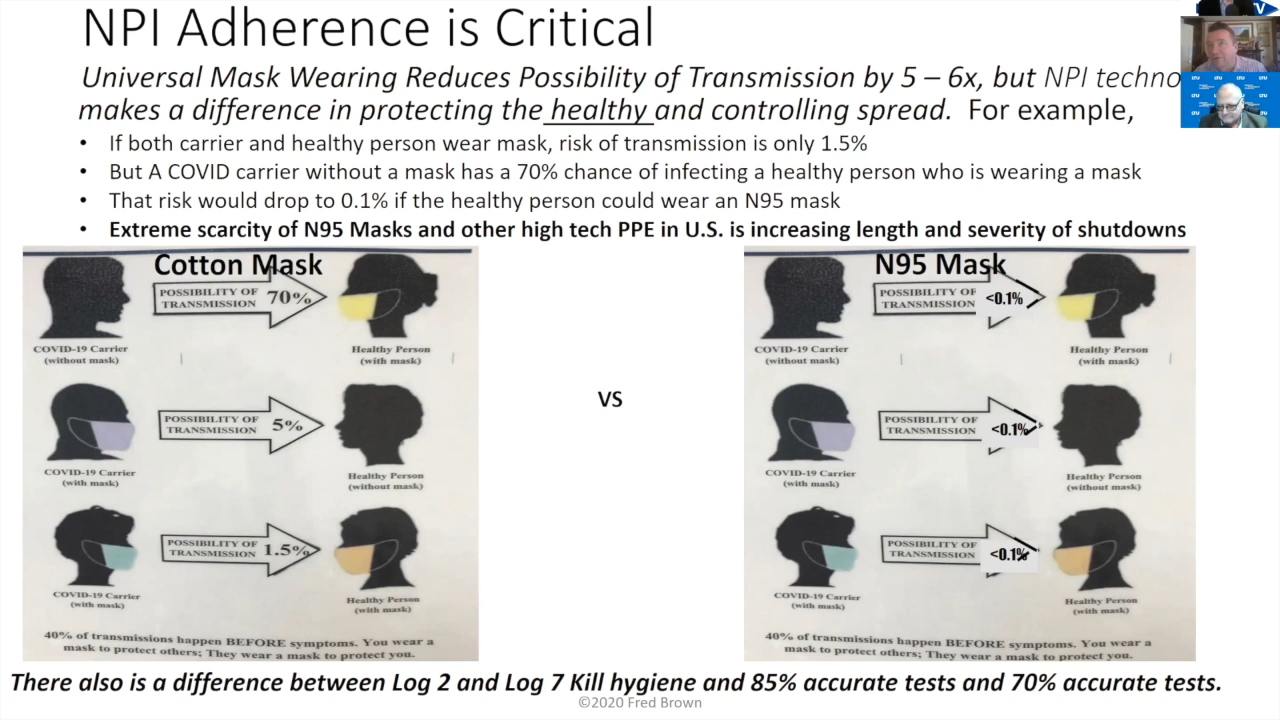 NPI Adherence is Critical
Universal Mask Wearing Reduces Possibility of Transmission by 5 – 6x, but NPI techno
makes a difference in protecting the healthy and controlling spread. For example,
• If both carrier and healthy person wear mask, risk of transmission is only 1.5%
• But A COVID carrier without a mask has a 70% chance of infecting a healthy person who is wearing a mask
• That risk would drop to 0.1% if the healthy person could wear an N95 mask
• Extreme scarcity of N95 Masks and other high tech PPE in U.S. is increasing length and severity of shutdowns
Cotton Mask
POSSIBILITY OF
TRANSMISSION 70%
COVID-19 Carrier
(without mask)
Healthy Person
(with mask)
POSSIBILITY OF
TRANSMISSION 5%
COVID-19 Carrier
(with mask)
Healthy Person
(without mask)
POSSIBILITY OF
TRANSMISSION 1.5%
COVID-19 Carrier
(with mask)
Healthy Person
(with mask)
40% of transmissions happen BEFORE symptoms. You wear a
mask to protect others; They wear a mask to protect you.
VS
N95 Mask
POSSIBILITY OF
TRANSMISSION <0.1%
COVID-19 Carrier
(without mask)
Healthy Person
(with mask)
POSSIBILITY OF
TRANSMISSION <0.1%
COVID-19 Carrier
(with mask)
Healthy Person
(without mask)
POSSIBILITY OF
TRANSMISSION <0.1%
COVID-19 Carrier
(with mask)
Healthy Person
(with mask)
40% of transmissions happen BEFORE symptoms. You wear a
mask to protect others; They wear a mask to protect you.
There also is a difference between Log 2 and Log 7 Kill hygiene and 85% accurate tests and 70% accurate tests.
©2020 Fred Brown